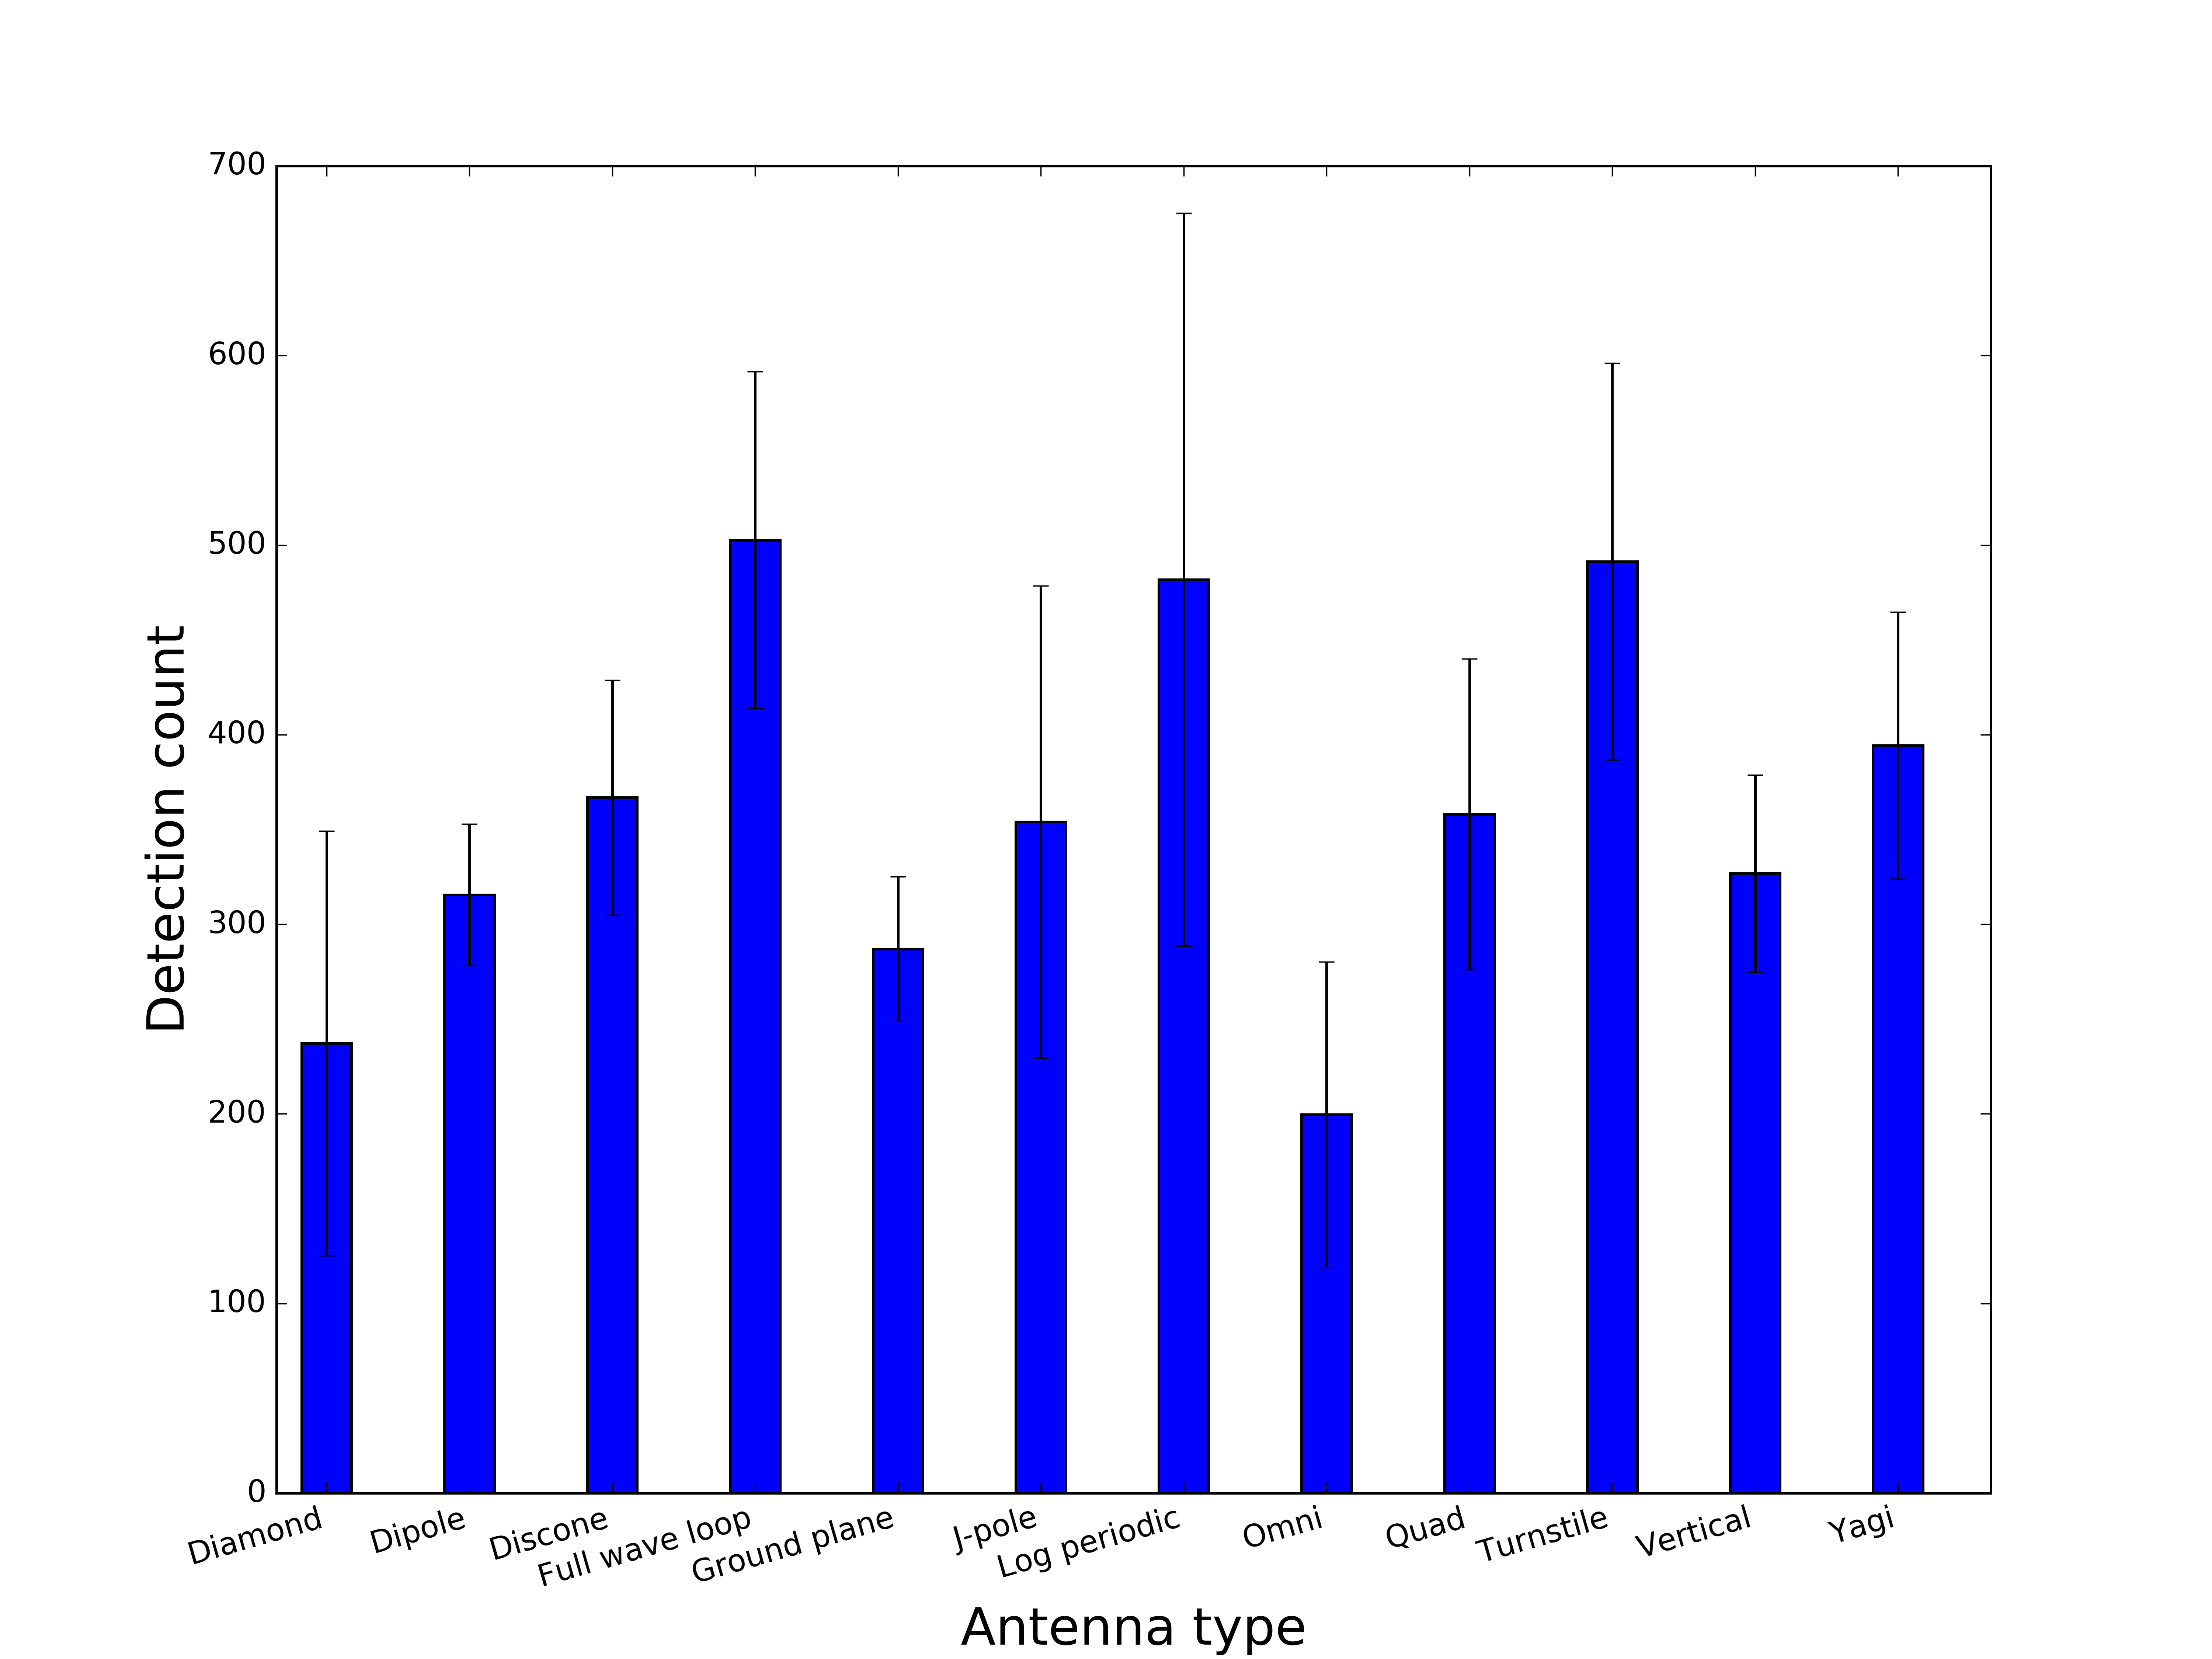 700
600
500
400
300
200
100
0
Detection count
Diamond
Dipole
Discone
Full wave loop
Ground plane
J-pole
Log periodic
Omni
Quad
Turnstile
Vertical
Yagi
Antenna type